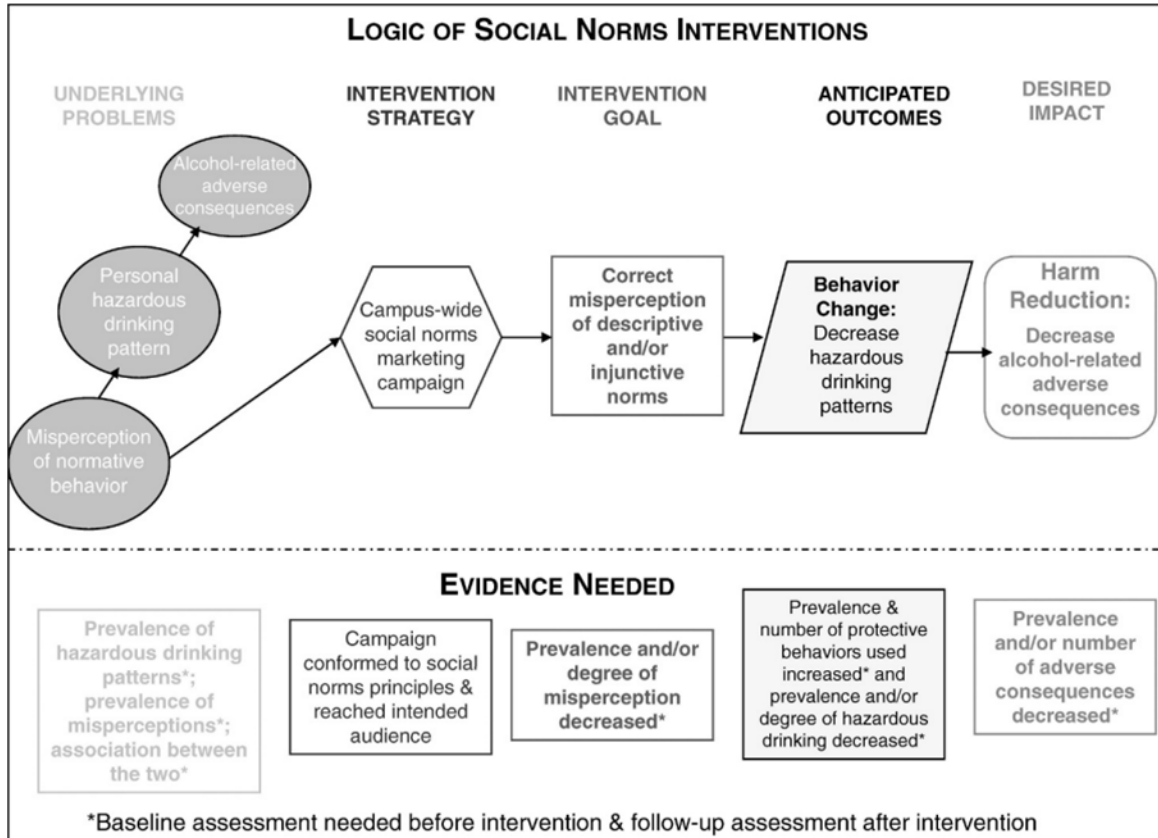 LOGIC OF SOCIAL NORMS INTERVENTIONS
UNDERLYING
PROBLEMS
INTERVENTION
STRATEGY
INTERVENTION
GOAL
ANTICIPATED
OUTCOMES
DESIRED
IMPACT
Alcohol-related
adverse
consequences
Personal
hazardous
drinking
pattern
Misperception
of normative
behavior
Campus-wide
social norms
marketing
campaign
Correct
misperception
of descriptive
and/or
injunctive
norms
Behavior
Change:
Decrease
hazardous
drinking
patterns
Harm
Reduction:
Decrease
alcohol-related
adverse
consequences
EVIDENCE NEEDED
Prevalence of
hazardous drinking
patterns*;
prevalence of
misperceptions*;
association between
the two*
Campaign
conformed to social
norms principles &
reached intended
audience
Prevalence and/or
degree of
misperception
decreased*
Prevalence &
number of protective
behaviors used
increased* and
prevalence and/or
degree of hazardous
drinking decreased*
Prevalence
and/or number
of adverse
consequences
decreased*
*Baseline assessment needed before intervention & follow-up assessment after intervention